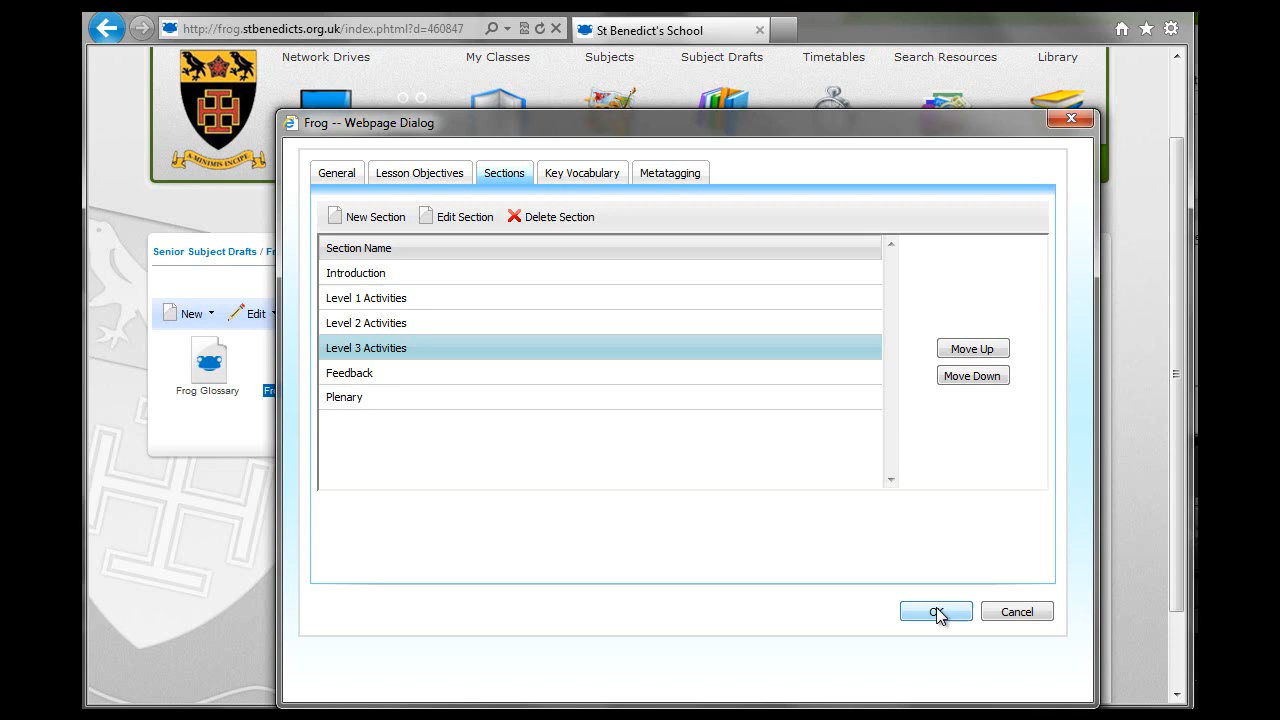 http://frog.stbenedicts.org.uk/index.phtml?d=460847
St Benedict's School
Network Drives
My Classes
Subjects
Subject Drafts
Timetables
Search Resources
Library
A MINIMIS INCIPE
Frog -- Webpage Dialog
General
Lesson Objectives
Sections
Key Vocabulary
Metatagging
New Section
Edit Section
Delete Section
Section Name
Introduction
Level 1 Activities
Level 2 Activities
Level 3 Activities
Feedback
Plenary
Move Up
Move Down
Cancel
Senior Subject Drafts / Fr
New
Edit
Frog Glossary
Fr